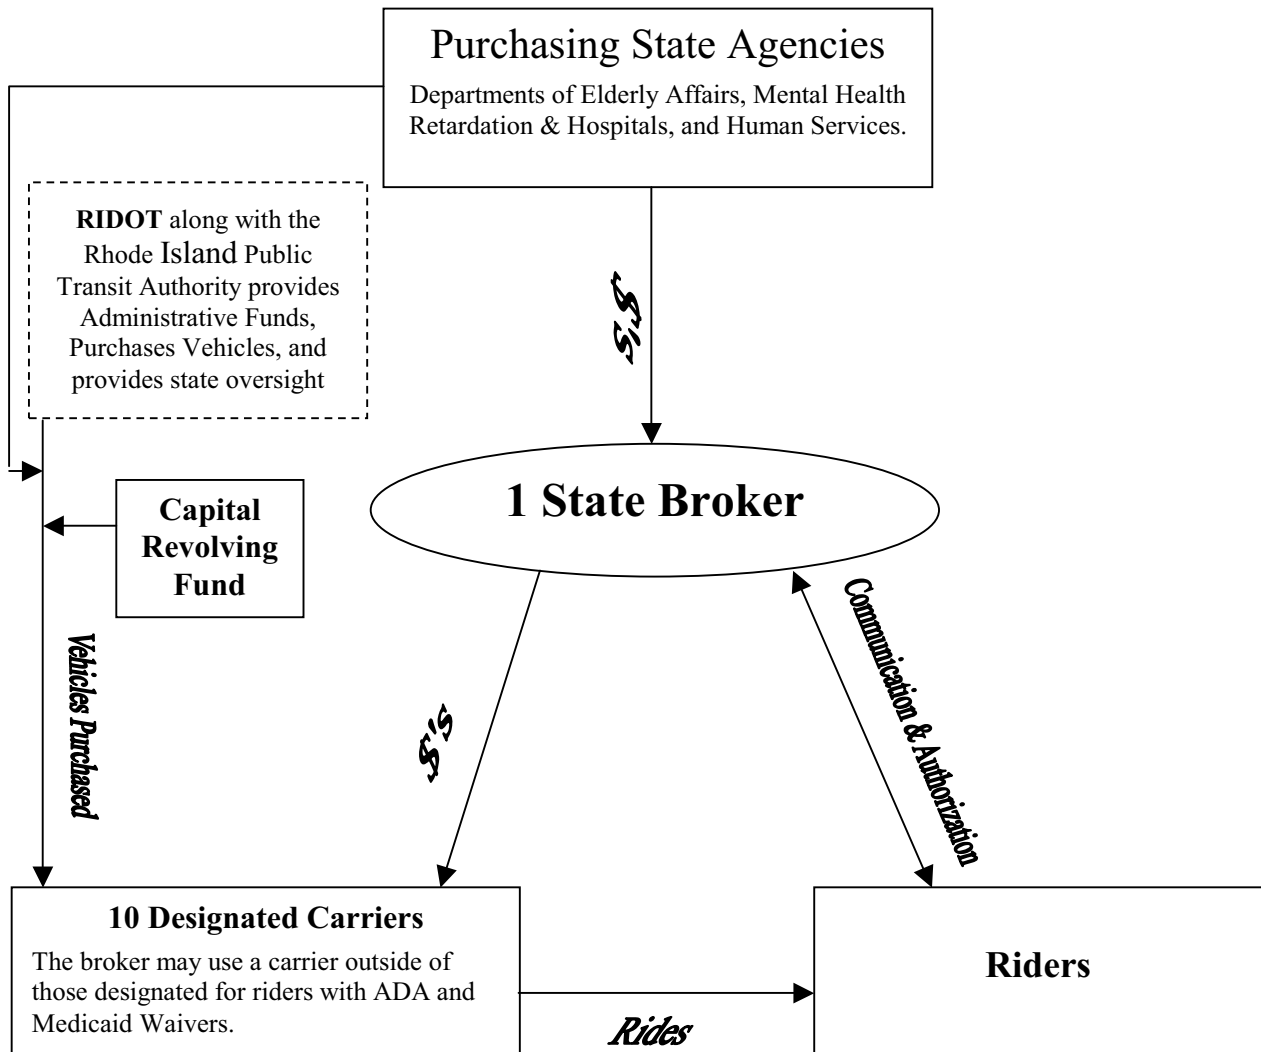 Purchasing State Agencies
Departments of Elderly Affairs, Mental Health
Retardation & Hospitals, and Human Services.
RIDOT along with the
Rhode Island Public
Transit Authority provides
Administrative Funds,
Purchases Vehicles, and
provides state oversight
$'s
1 State Broker
Capital
Revolving
Fund
Vehicles Purchased
$'s
Communication & Authorization
10 Designated Carriers
The broker may use a carrier outside of
those designated for riders with ADA and
Medicaid Waivers.
Rides
Riders